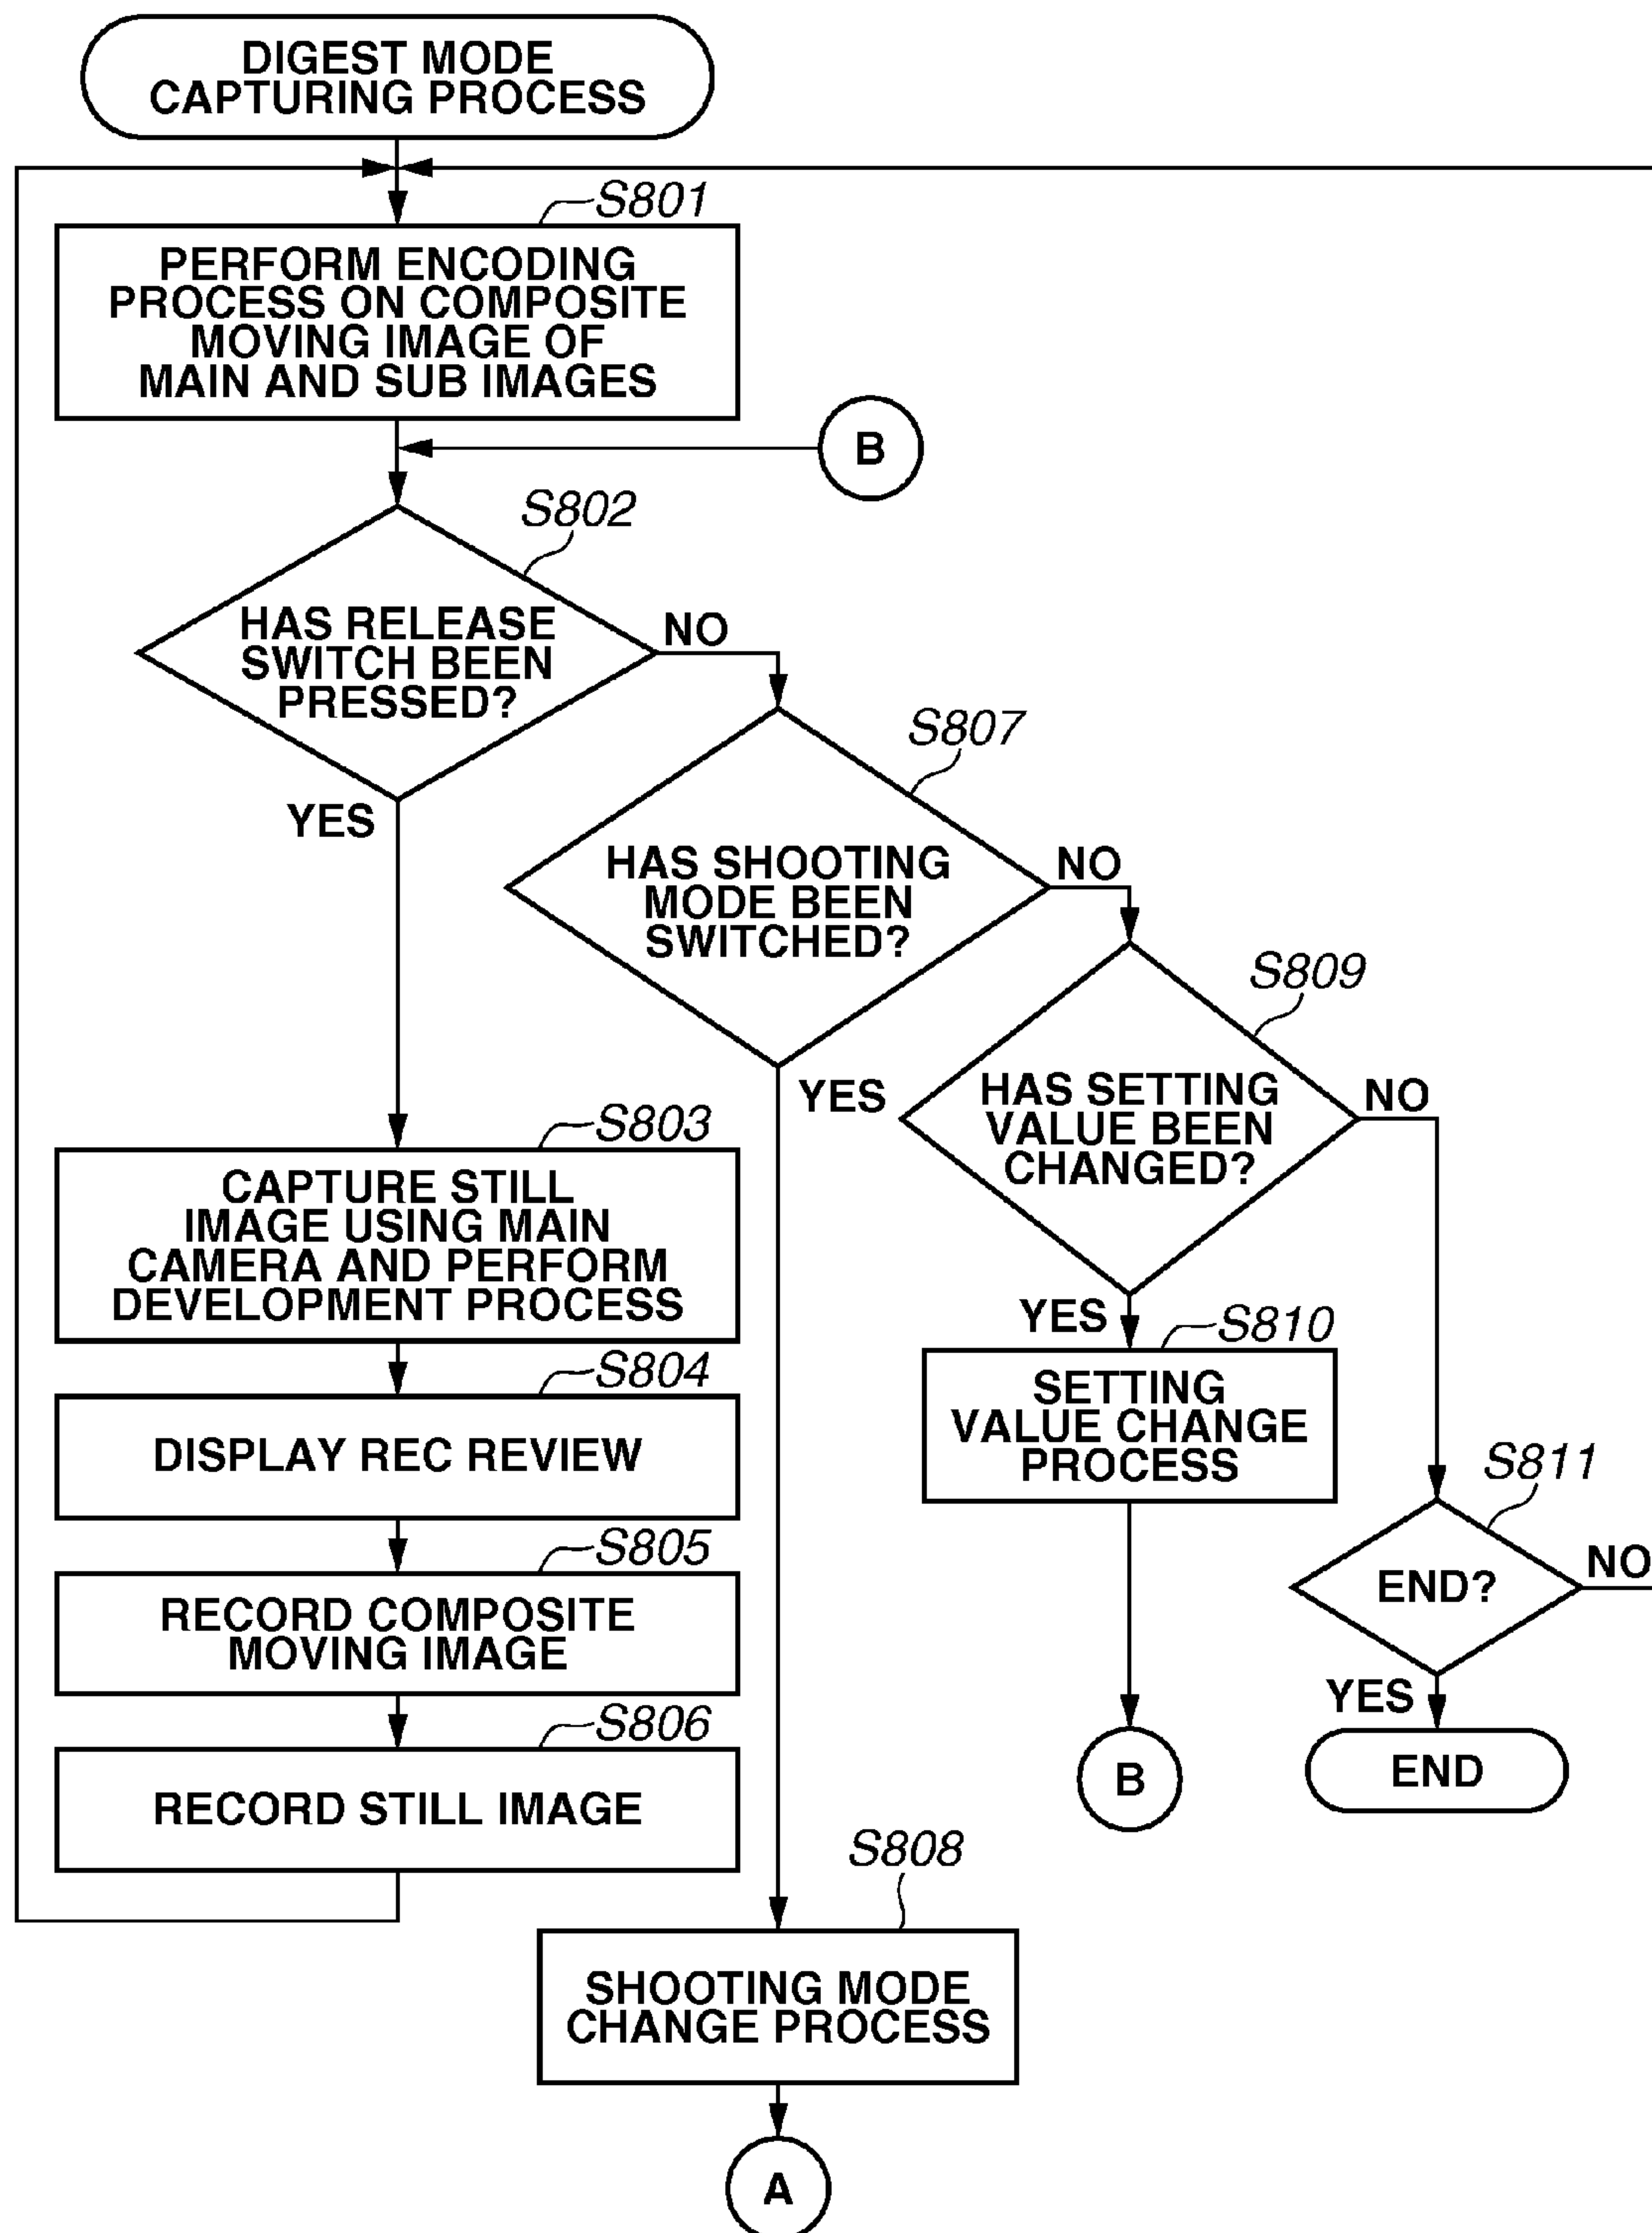 DIGEST MODE
CAPTURING PROCESS
S801
PERFORM ENCODING
PROCESS ON COMPOSITE
MOVING IMAGE OF
MAIN AND SUB IMAGES
B
S802
HAS RELEASE
SWITCH BEEN
PRESSED?
NO
YES
S807
HAS SHOOTING
MODE BEEN
SWITCHED?
NO
YES
S809
HAS SETTING
VALUE BEEN
CHANGED?
NO
YES
S803
CAPTURE STILL
IMAGE USING MAIN
CAMERA AND PERFORM
DEVELOPMENT PROCESS
S804
DISPLAY REC REVIEW
S805
RECORD COMPOSITE
MOVING IMAGE
S806
RECORD STILL IMAGE
S810
SETTING
VALUE CHANGE
PROCESS
B
S811
END?
NO
YES
END
S808
SHOOTING MODE
CHANGE PROCESS
A